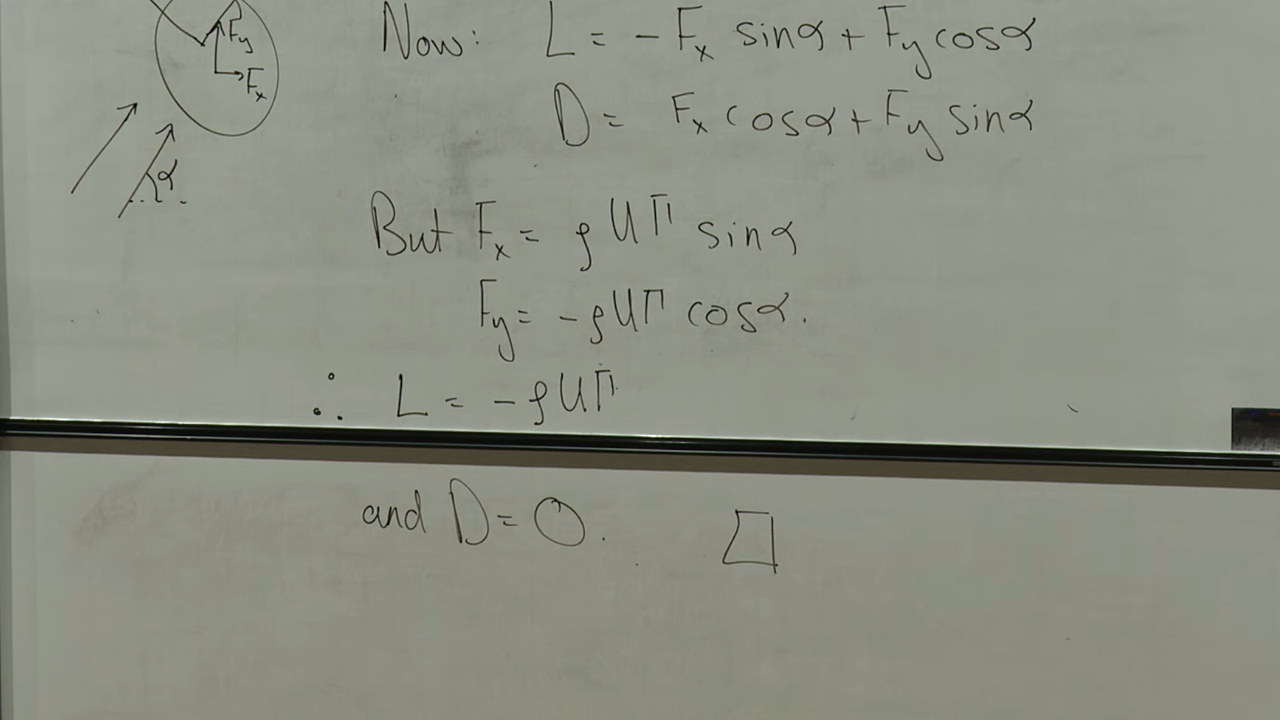 Fy
Fx
α
Now: L = - Fx sinα + Fy cosα
D = Fx cosα + Fy sinα
But Fx = ρUΓ sinα
Fy = -ρUΓ cosα.
∴ L = -ρUΓ
and D = 0. □